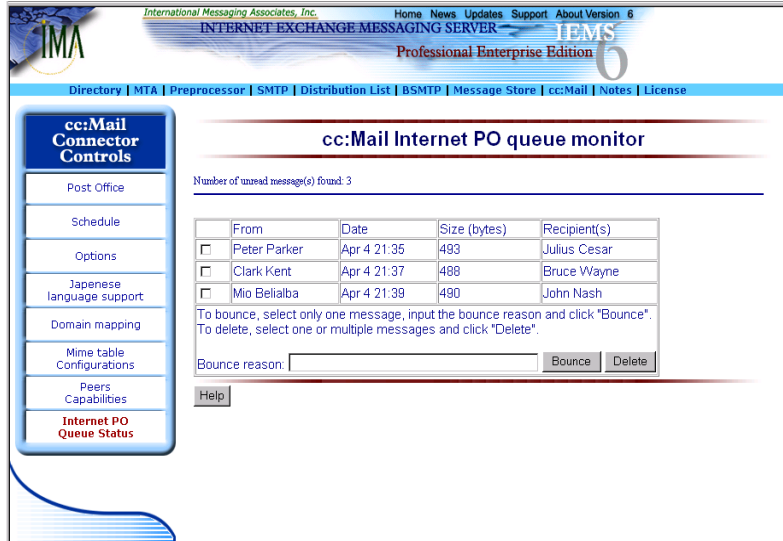 International Messaging Associates, Inc.
Home News Updates Support About Version 6
IMA
INTERNET EXCHANGE MESSAGING SERVER
IEMS
6
Professional Enterprise Edition
Directory | MTA | Preprocessor | SMTP | Distribution List | BSMTP | Message Store | cc:Mail | Notes | License
cc:Mail
Connector
Controls
Post Office
Schedule
Options
Japenese
language support
Domain mapping
Mime table
Configurations
Peers
Capabilities
Internet PO
Queue Status
cc:Mail Internet PO queue monitor
Number of unread message(s) found: 3
From Date Size (bytes) Recipient(s)
Peter Parker Apr 4 21:35 493 Julius Cesar
Clark Kent Apr 4 21:37 488 Bruce Wayne
Mio Belialba Apr 4 21:39 490 John Nash
To bounce, select only one message, input the bounce reason and click "Bounce".
To delete, select one or multiple messages and click "Delete".
Bounce reason: Bounce Delete
Help